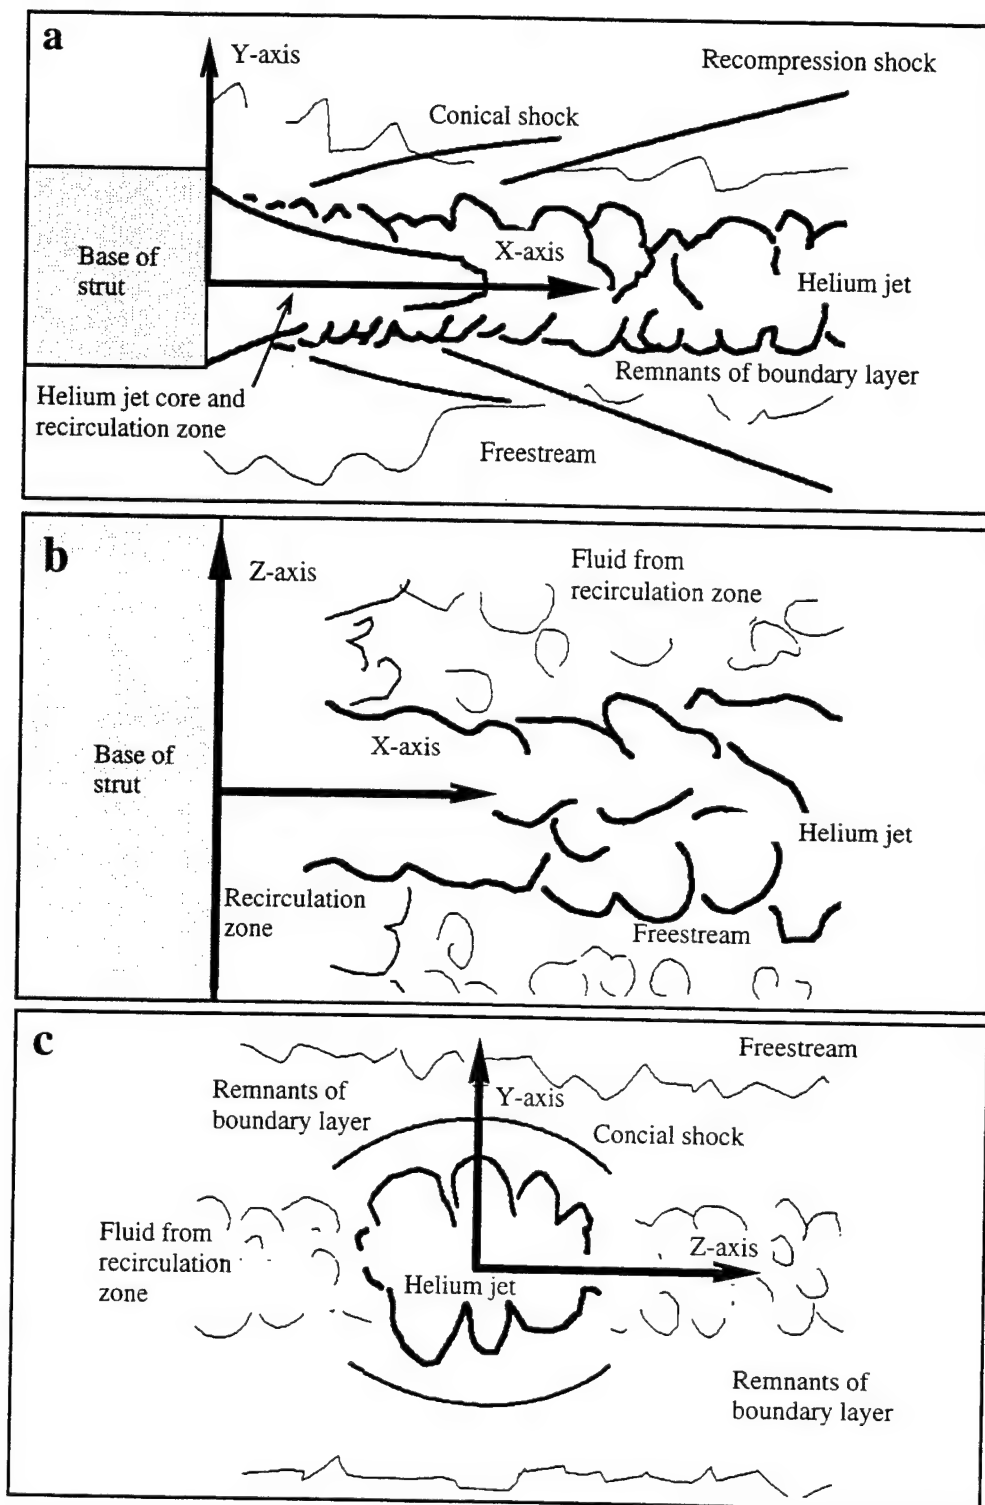 a
Y-axis
Recompression shock
Conical shock
Base of
strut
X-axis
Helium jet
Remnants of boundary layer
Helium jet core and
recirculation zone
Freestream
b
Z-axis
Fluid from
recirculation zone
X-axis
Base of
strut
Helium jet
Recirculation
zone
Freestream
c
Freestream
Remnants of
boundary layer
Y-axis
Concial shock
Fluid from
recirculation
zone
Z-axis
Helium jet
Remnants of
boundary layer